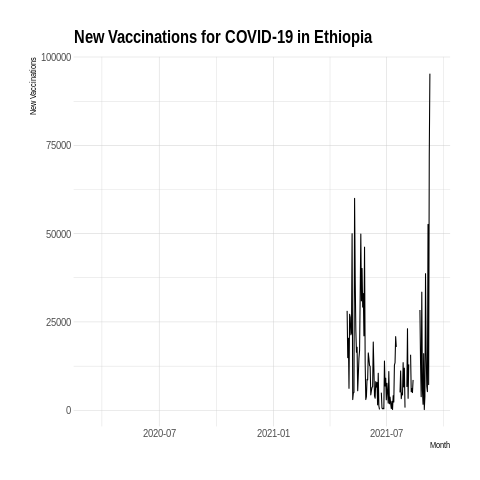 New Vaccinations for COVID-19 in Ethiopia
New Vaccinations
100000
75000
50000
25000
0
2020-07 2021-01 2021-07
Month